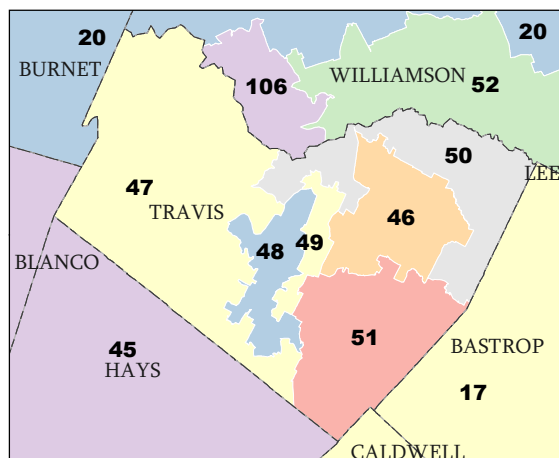 20
20
BURNET
WILLIAMSON
106
52
50
LEE
47
TRAVIS
46
48
49
BLANCO
51
45
HAYS
BASTROP
17
CALDWELL